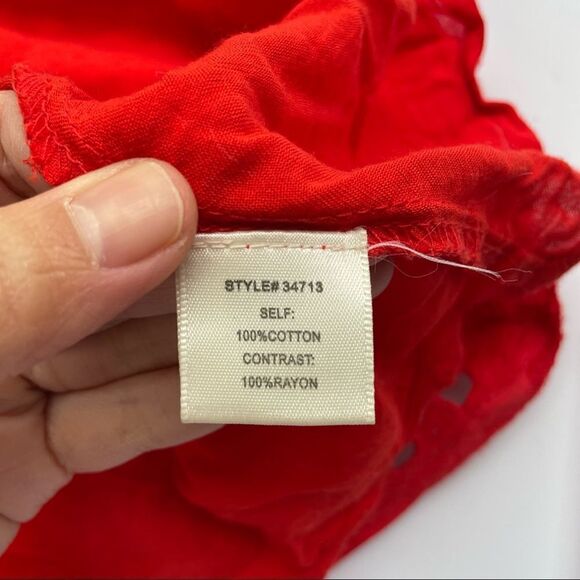 STYLE# 34713
SELF:
100%COTTON
CONTRAST:
100%RAYON